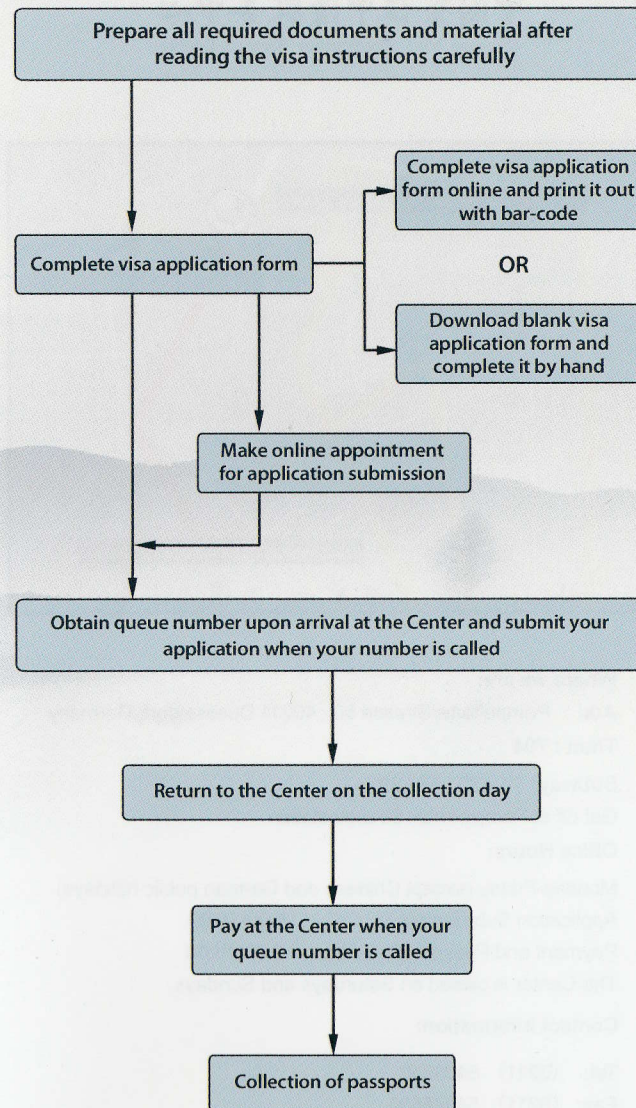 Prepare all required documents and material after
reading the visa instructions carefully
Complete visa application
form online and print it out
with bar-code
Complete visa application form
OR
Download blank visa
application form and
complete it by hand
Make online appointment
for application submission
Obtain queue number upon arrival at the Center and submit your
application when your number is called
Return to the Center on the collection day
Pay at the Center when your
queue number is called
Collection of passports